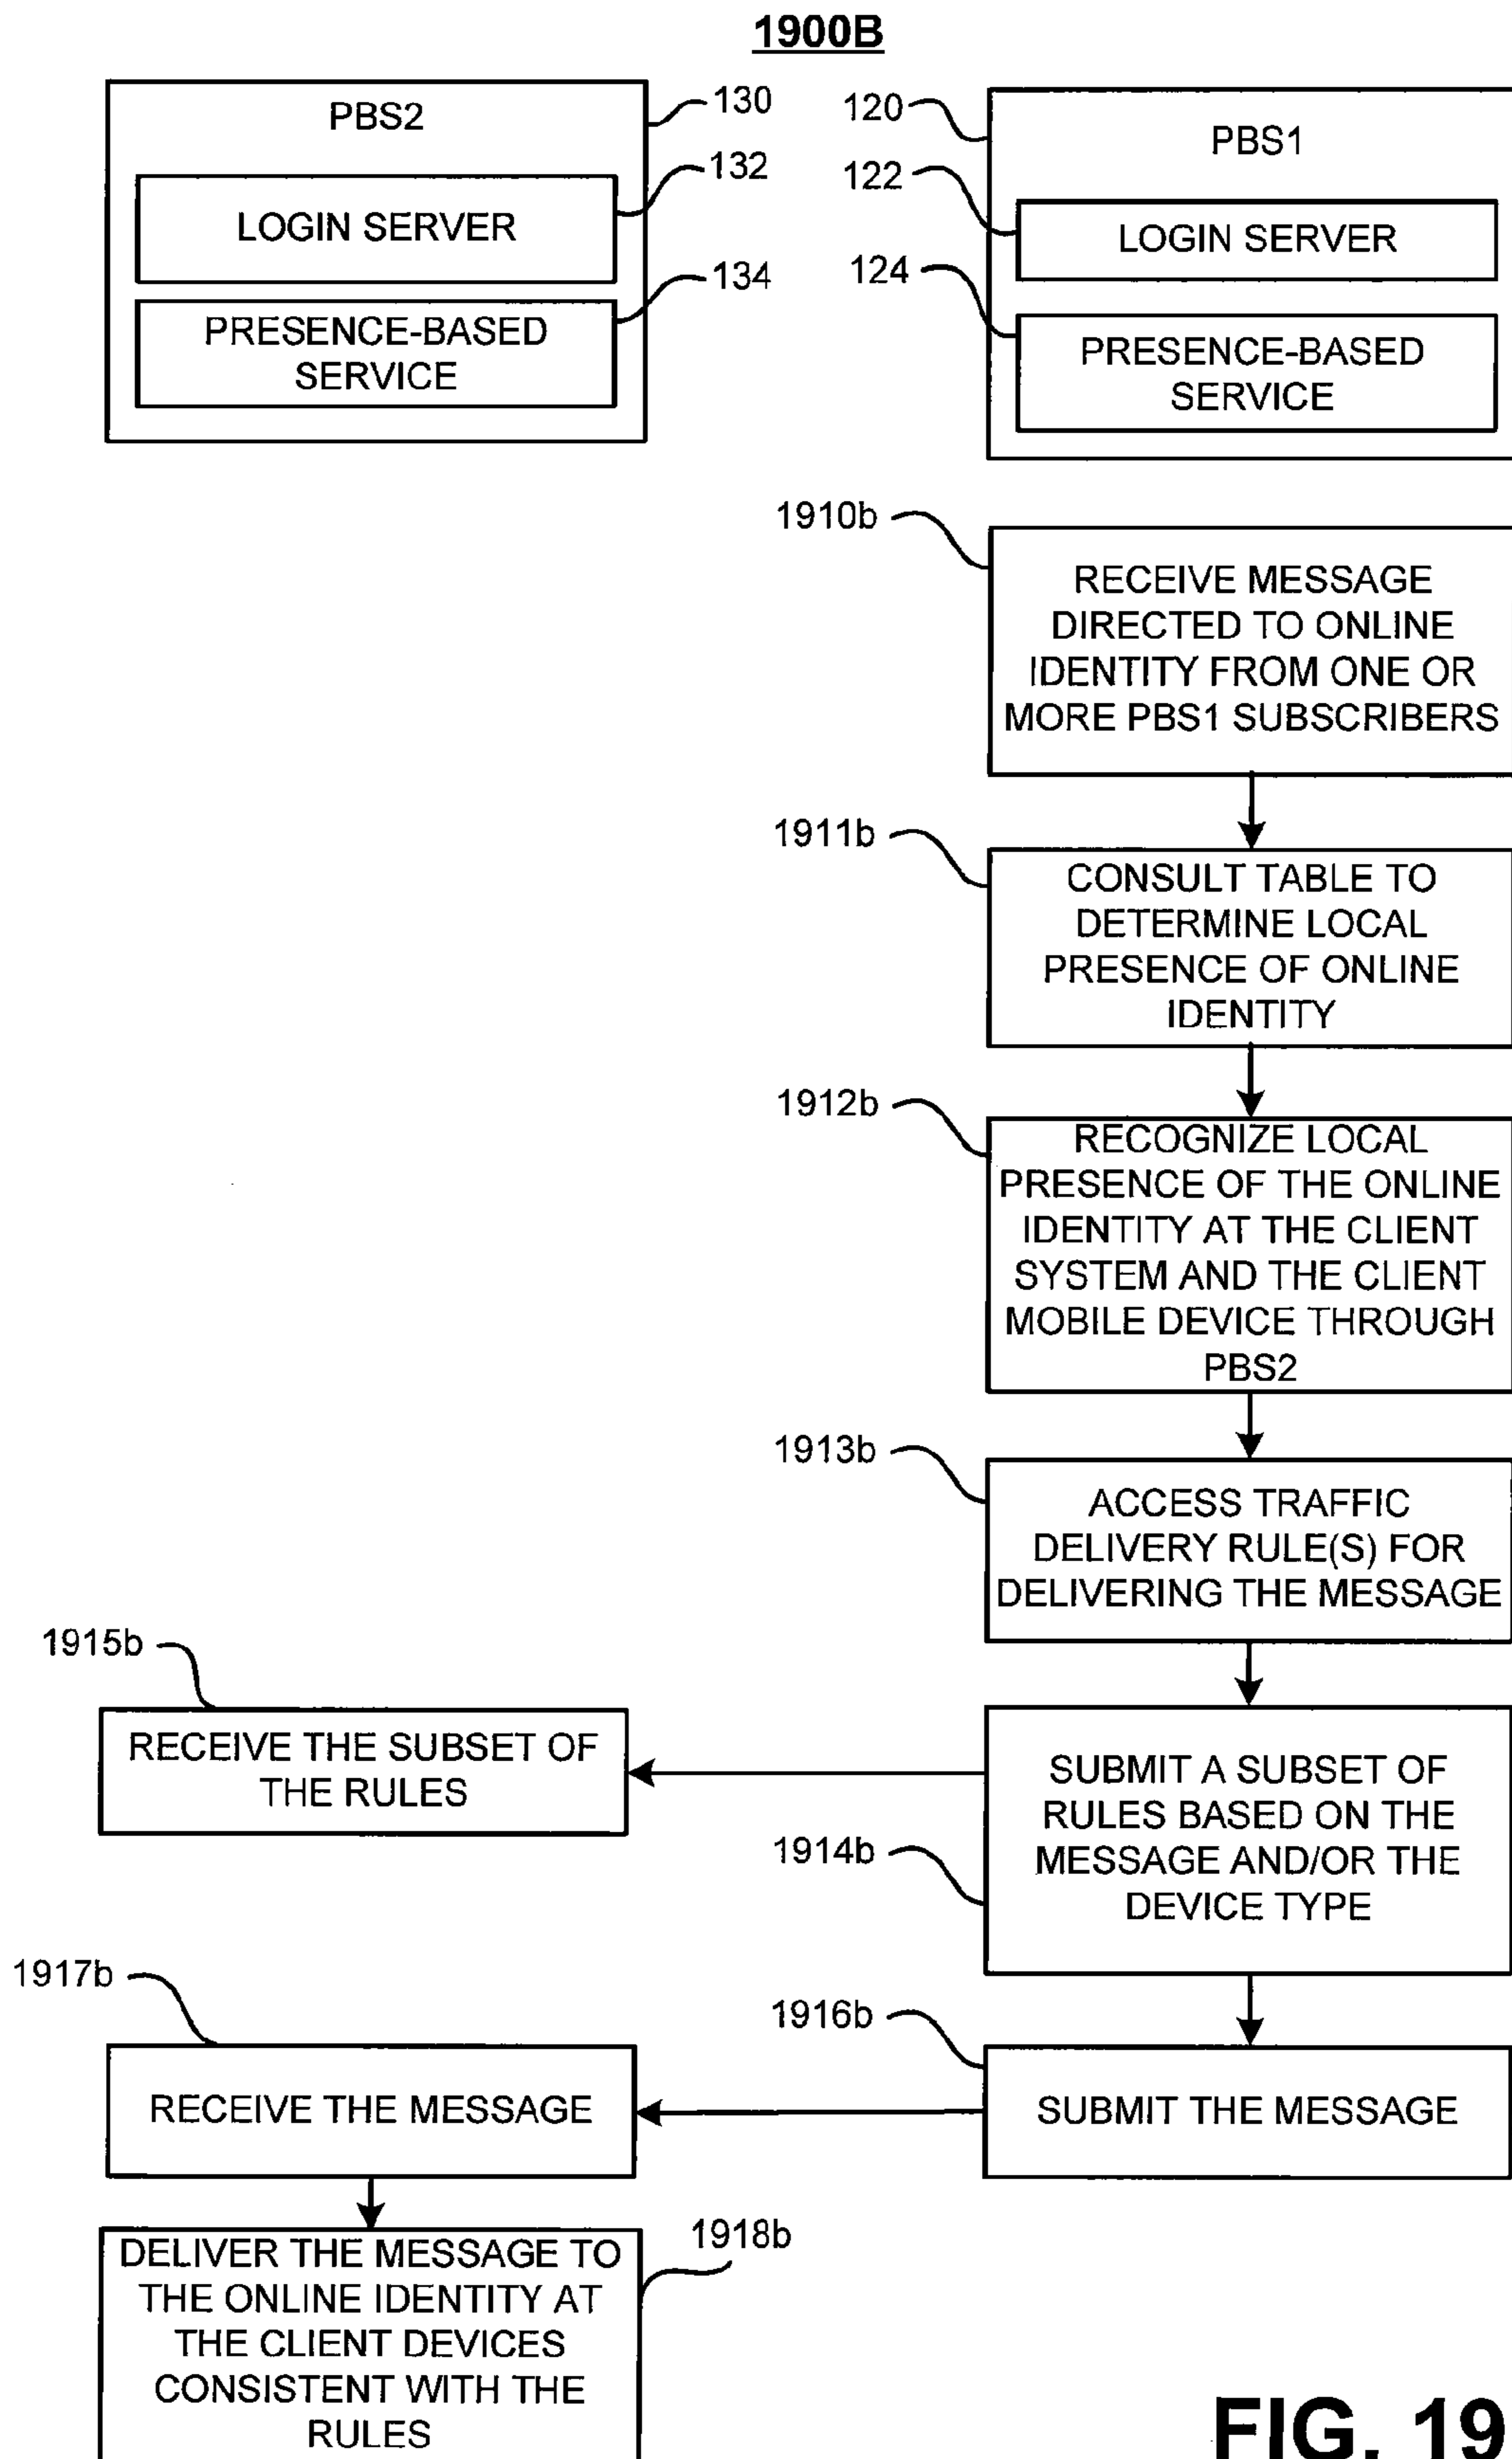 1900B
PBS2
130
LOGIN SERVER
132
PRESENCE-BASED
SERVICE
134
120
PBS1
122
LOGIN SERVER
124
PRESENCE-BASED
SERVICE
1910b
RECEIVE MESSAGE
DIRECTED TO ONLINE
IDENTITY FROM ONE OR
MORE PBS1 SUBSCRIBERS
1911b
CONSULT TABLE TO
DETERMINE LOCAL
PRESENCE OF ONLINE
IDENTITY
1912b
RECOGNIZE LOCAL
PRESENCE OF THE ONLINE
IDENTITY AT THE CLIENT
SYSTEM AND THE CLIENT
MOBILE DEVICE THROUGH
PBS2
1913b
ACCESS TRAFFIC
DELIVERY RULE(S) FOR
DELIVERING THE MESSAGE
1914b
SUBMIT A SUBSET OF
RULES BASED ON THE
MESSAGE AND/OR THE
DEVICE TYPE
1915b
RECEIVE THE SUBSET OF
THE RULES
1916b
SUBMIT THE MESSAGE
1917b
RECEIVE THE MESSAGE
1918b
DELIVER THE MESSAGE TO
THE ONLINE IDENTITY AT
THE CLIENT DEVICES
CONSISTENT WITH THE
RULES
FIG. 19